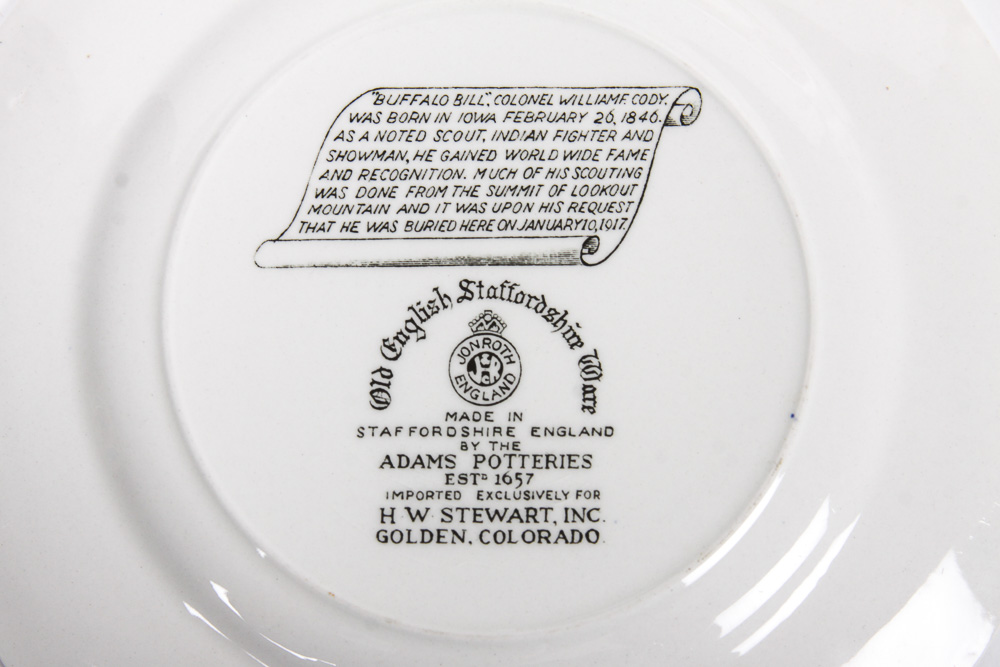 "BUFFALO BILL", COLONEL WILLIAM F. CODY.
WAS BORN IN IOWA FEBRUARY 26, 1846.
AS A NOTED SCOUT, INDIAN FIGHTER AND
SHOWMAN, HE GAINED WORLD WIDE FAME
AND RECOGNITION. MUCH OF HIS SCOUTING
WAS DONE FROM THE SUMMIT OF LOOKOUT
MOUNTAIN AND IT WAS UPON HIS REQUEST
THAT HE WAS BURIED HERE ON JANUARY 10, 1917.
Old English Staffordshire Ware
JONROTH
ENGLAND
MADE IN
STAFFORDSHIRE ENGLAND
BY THE
ADAMS POTTERIES
ESTD 1657
IMPORTED EXCLUSIVELY FOR
H. W. STEWART, INC.
GOLDEN, COLORADO.